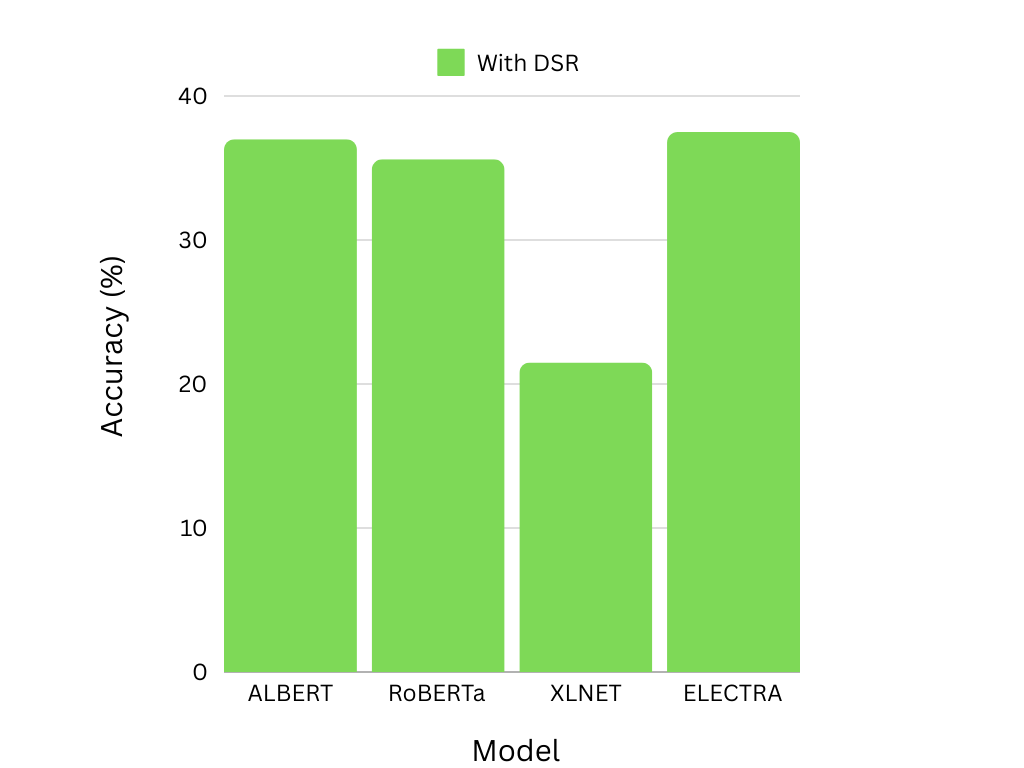 With DSR
40
30
20
10
0
Accuracy (%)
ALBERT RoBERTa XLNET ELECTRA
Model